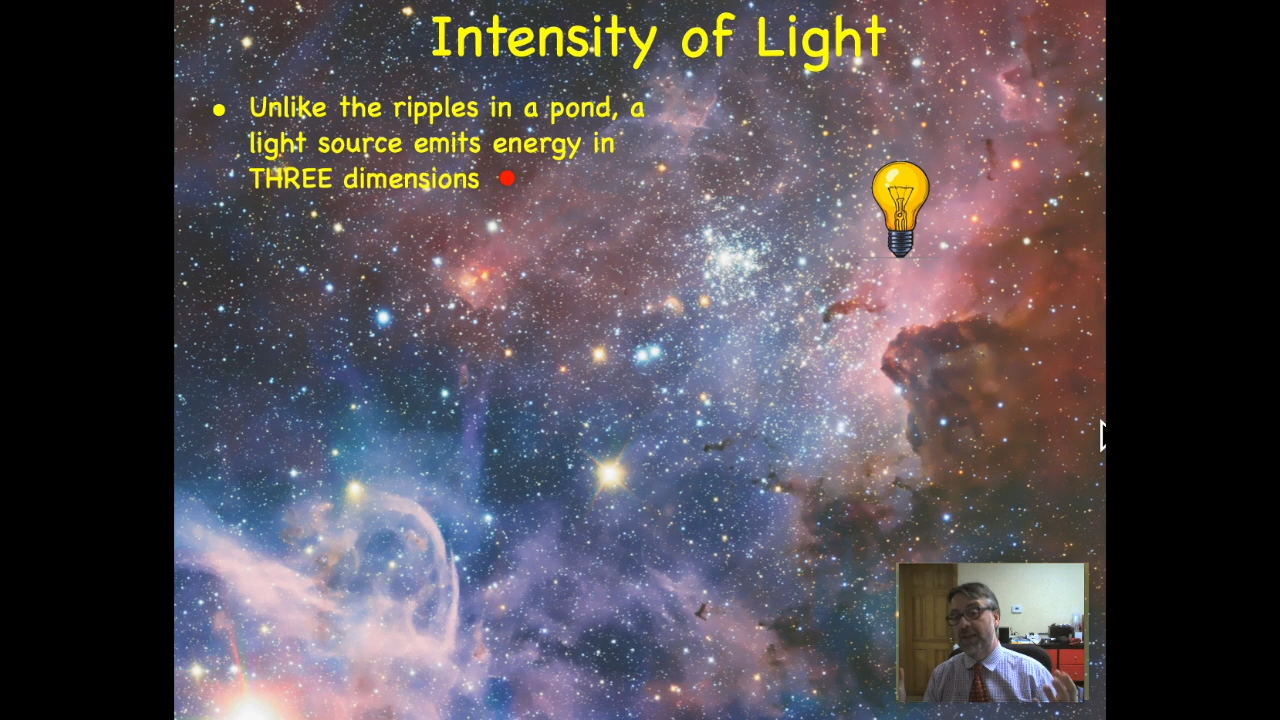 Intensity of Light
• Unlike the ripples in a pond, a
light source emits energy in
THREE dimensions